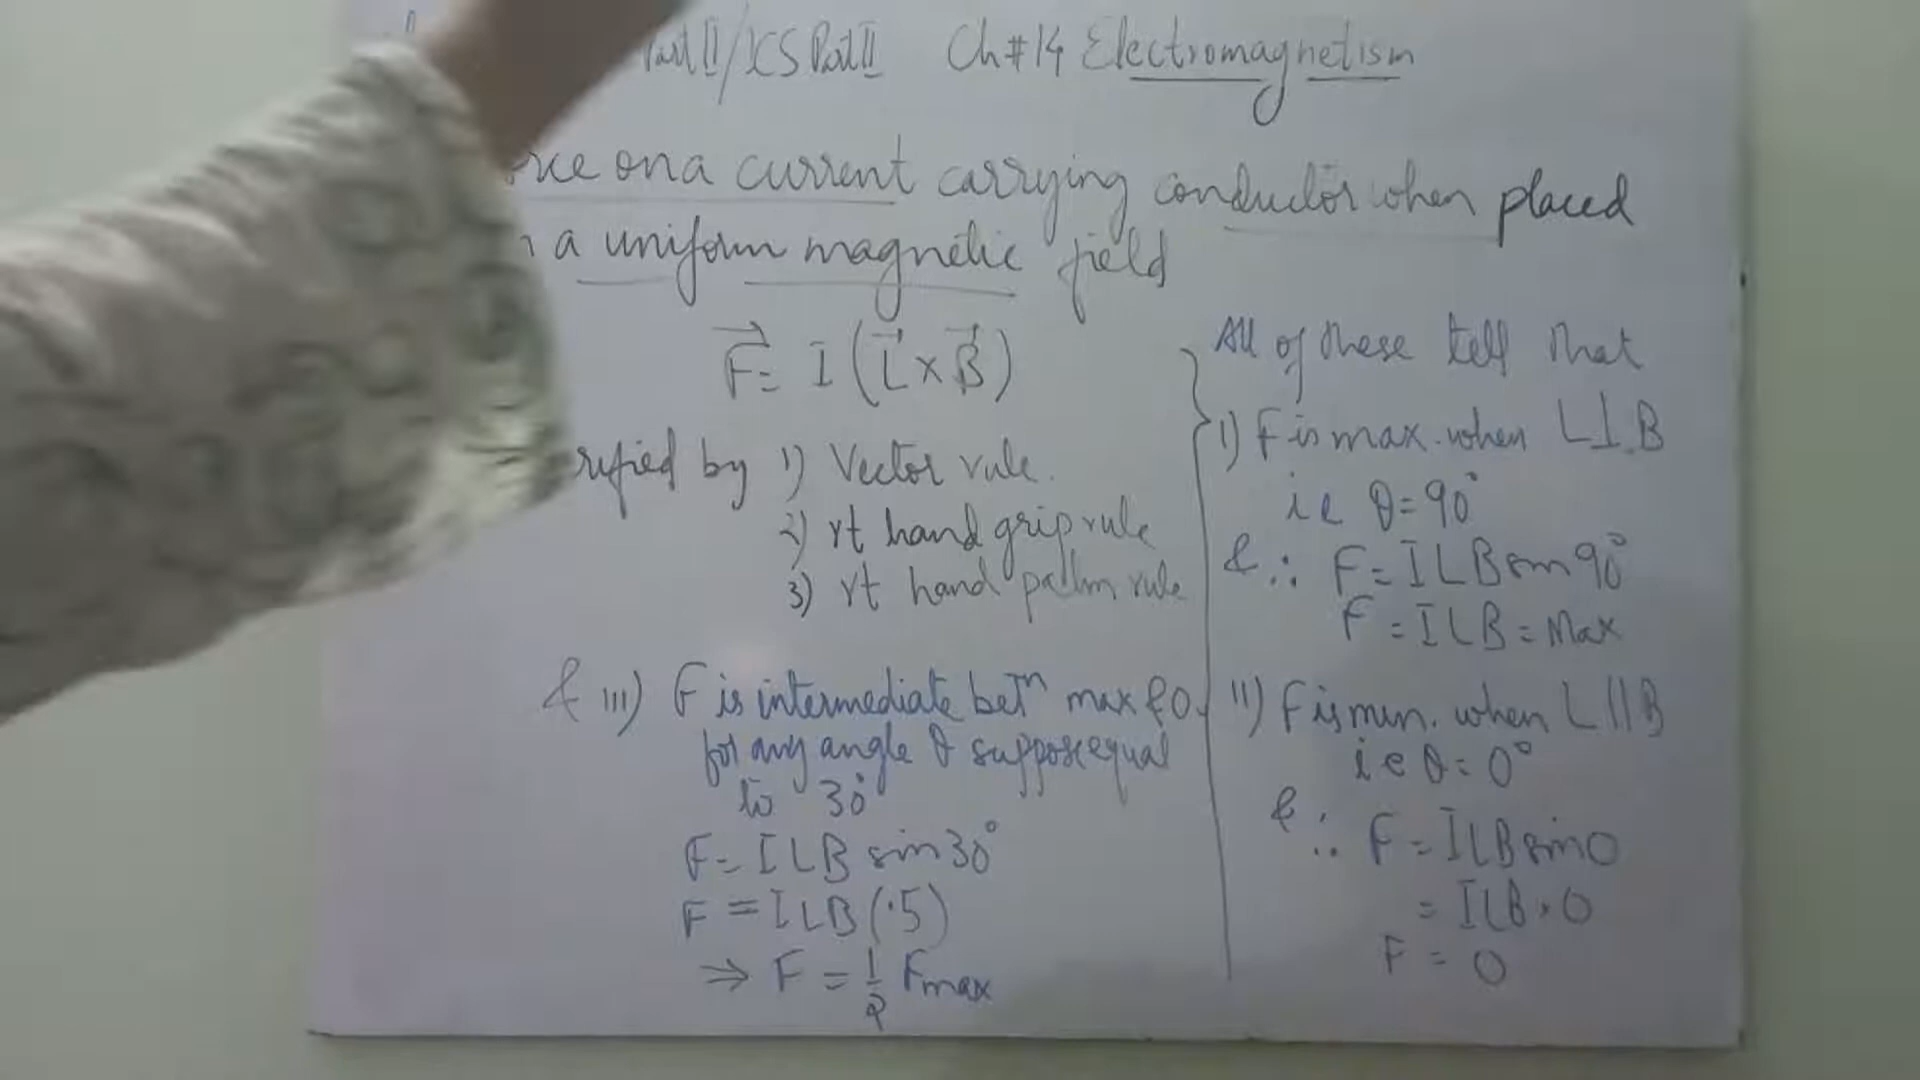 Part II/ICS Part II Ch#14 Electromagnetism
on a current carrying conductor when placed
a uniform magnetic field
F = I (L x B)
by 1) Vector rule.
2) rt hand grip rule
3) rt hand palm rule
& III) F is intermediate betn max & 0.
for any angle θ suppose equal
to 30°
F = ILB sin 30°
F = ILB (.5)
⇒ F = 1/2 Fmax
All of these tell that
I) F is max. when L⊥B
ie θ = 90°
& ∴ F = ILB sin 90°
F = ILB = Max
II) F is min. when L || B
ie θ = 0°
& ∴ F = ILB sin 0
= ILB × 0
F = 0